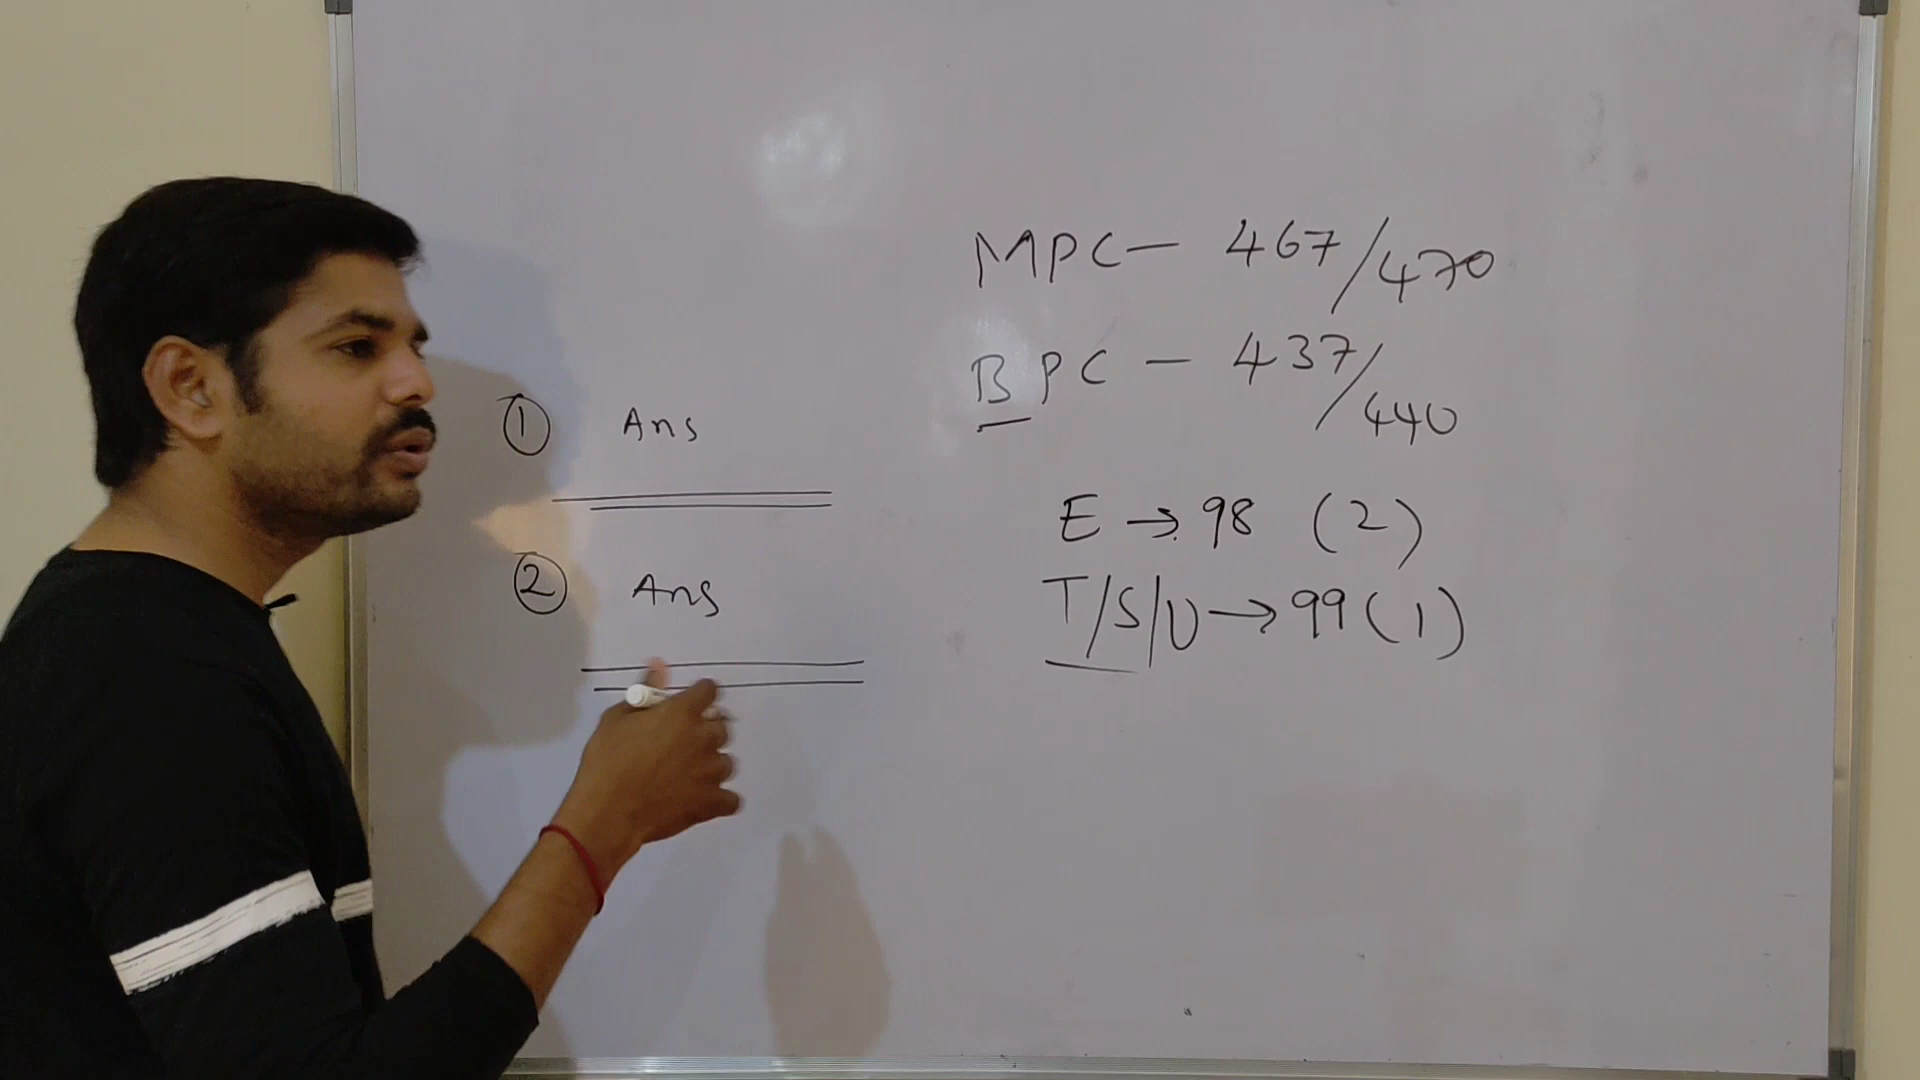 ① Ans
② Ans
MPC - 467/470
BPC - 437/440
E → 98 (2)
T/S/U → 99 (1)